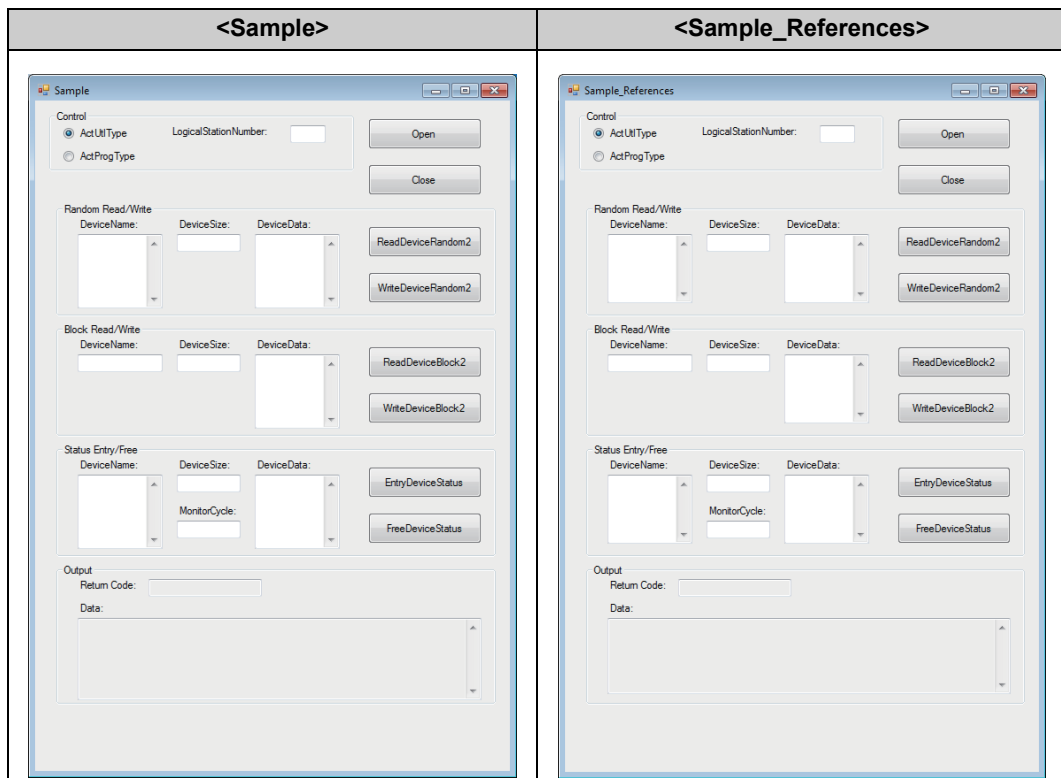 <Sample>
<Sample_References>
Sample
Control
ActUtlType
LogicalStationNumber:
Open
ActProgType
Close
Random Read/Write
DeviceName:
DeviceSize:
DeviceData:
ReadDeviceRandom2
WriteDeviceRandom2
Block Read/Write
DeviceName:
DeviceSize:
DeviceData:
ReadDeviceBlock2
WriteDeviceBlock2
Status Entry/Free
DeviceName:
DeviceSize:
DeviceData:
EntryDeviceStatus
MonitorCycle:
FreeDeviceStatus
Output
Return Code:
Data:
Sample_References
Control
ActUtlType
LogicalStationNumber:
Open
ActProgType
Close
Random Read/Write
DeviceName:
DeviceSize:
DeviceData:
ReadDeviceRandom2
WriteDeviceRandom2
Block Read/Write
DeviceName:
DeviceSize:
DeviceData:
ReadDeviceBlock2
WriteDeviceBlock2
Status Entry/Free
DeviceName:
DeviceSize:
DeviceData:
EntryDeviceStatus
MonitorCycle:
FreeDeviceStatus
Output
Return Code:
Data: